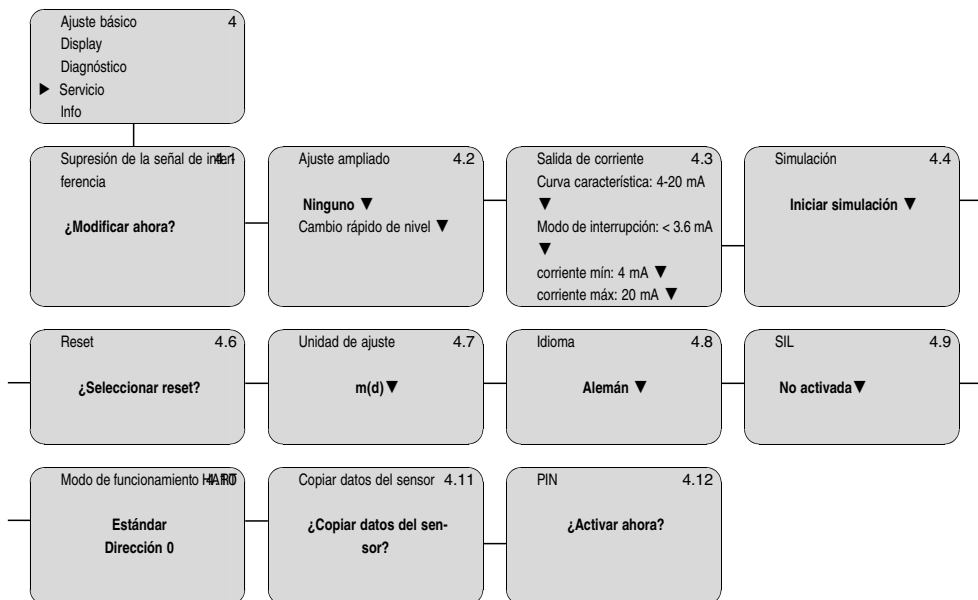 Ajuste básico 4
Display
Diagnóstico
▶ Servicio
Info
Supresión de la señal de inter- 4.1
ferencia
¿Modificar ahora?
Ajuste ampliado 4.2
Ninguno ▼
Cambio rápido de nivel ▼
Salida de corriente 4.3
Curva característica: 4-20 mA
▼
Modo de interrupción: < 3.6 mA
▼
corriente mín: 4 mA ▼
corriente máx: 20 mA ▼
Simulación 4.4
Iniciar simulación ▼
Reset 4.6
¿Seleccionar reset?
Unidad de ajuste 4.7
m(d) ▼
Idioma 4.8
Alemán ▼
SIL 4.9
No activada ▼
Modo de funcionamiento HART 4.10
Estándar
Dirección 0
Copiar datos del sensor 4.11
¿Copiar datos del sen-
sor?
PIN 4.12
¿Activar ahora?